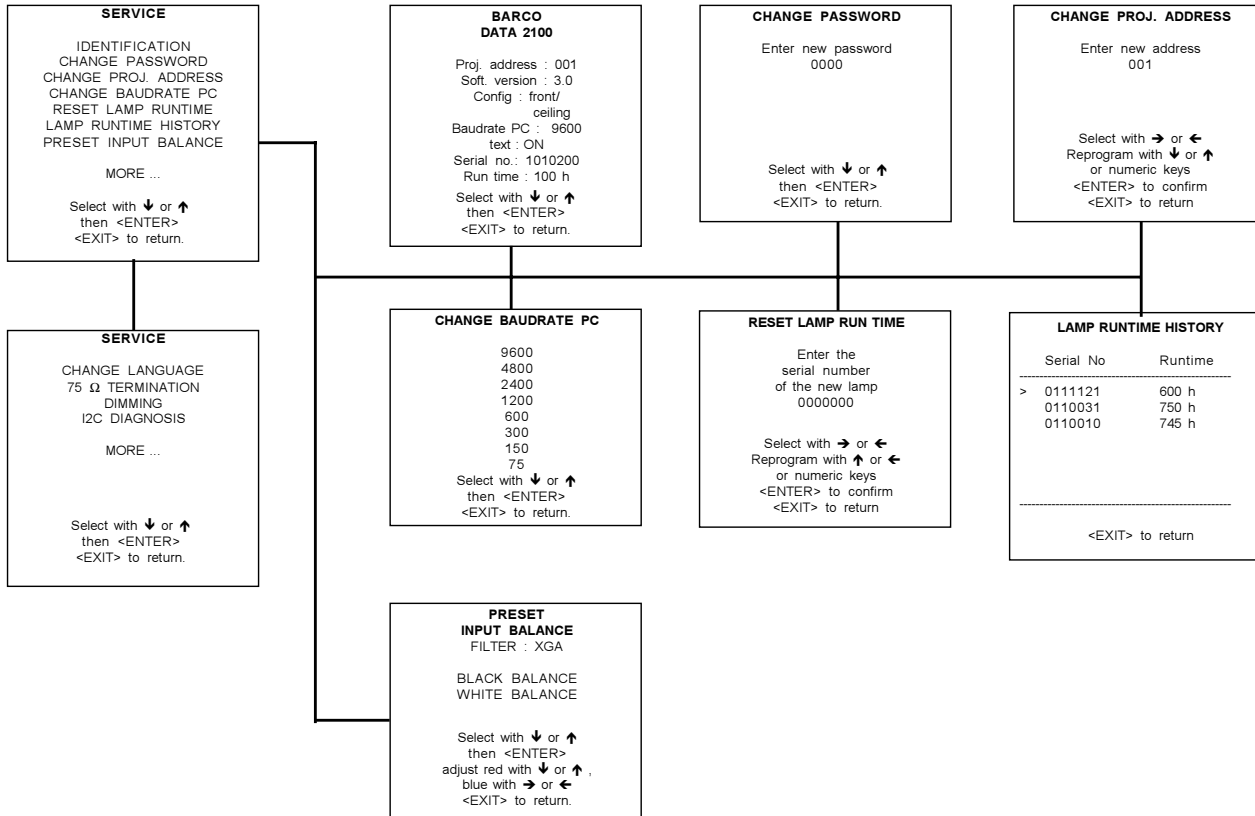 SERVICE
IDENTIFICATION
CHANGE PASSWORD
CHANGE PROJ. ADDRESS
CHANGE BAUDRATE PC
RESET LAMP RUNTIME
LAMP RUNTIME HISTORY
PRESET INPUT BALANCE
MORE ...
Select with ↓ or ↑
then <ENTER>
<EXIT> to return.
BARCO
DATA 2100
Proj. address : 001
Soft. version : 3.0
Config : front/
ceiling
Baudrate PC : 9600
text : ON
Serial no.: 1010200
Run time : 100 h
Select with ↓ or ↑
then <ENTER>
<EXIT> to return.
CHANGE PASSWORD
Enter new password
0000
Select with ↓ or ↑
then <ENTER>
<EXIT> to return.
CHANGE PROJ. ADDRESS
Enter new address
001
Select with → or ←
Reprogram with ↓ or ↑
or numeric keys
<ENTER> to confirm
<EXIT> to return
SERVICE
CHANGE LANGUAGE
75 Ω TERMINATION
DIMMING
I2C DIAGNOSIS
MORE ...
Select with ↓ or ↑
then <ENTER>
<EXIT> to return.
CHANGE BAUDRATE PC
9600
4800
2400
1200
600
300
150
75
Select with ↓ or ↑
then <ENTER>
<EXIT> to return.
RESET LAMP RUN TIME
Enter the
serial number
of the new lamp
0000000
Select with → or ←
Reprogram with ↑ or ←
or numeric keys
<ENTER> to confirm
<EXIT> to return
LAMP RUNTIME HISTORY
Serial No Runtime
> 0111121 600 h
0110031 750 h
0110010 745 h
<EXIT> to return
PRESET
INPUT BALANCE
FILTER : XGA
BLACK BALANCE
WHITE BALANCE
Select with ↓ or ↑
then <ENTER>
adjust red with ↓ or ↑ ,
blue with → or ←
<EXIT> to return.